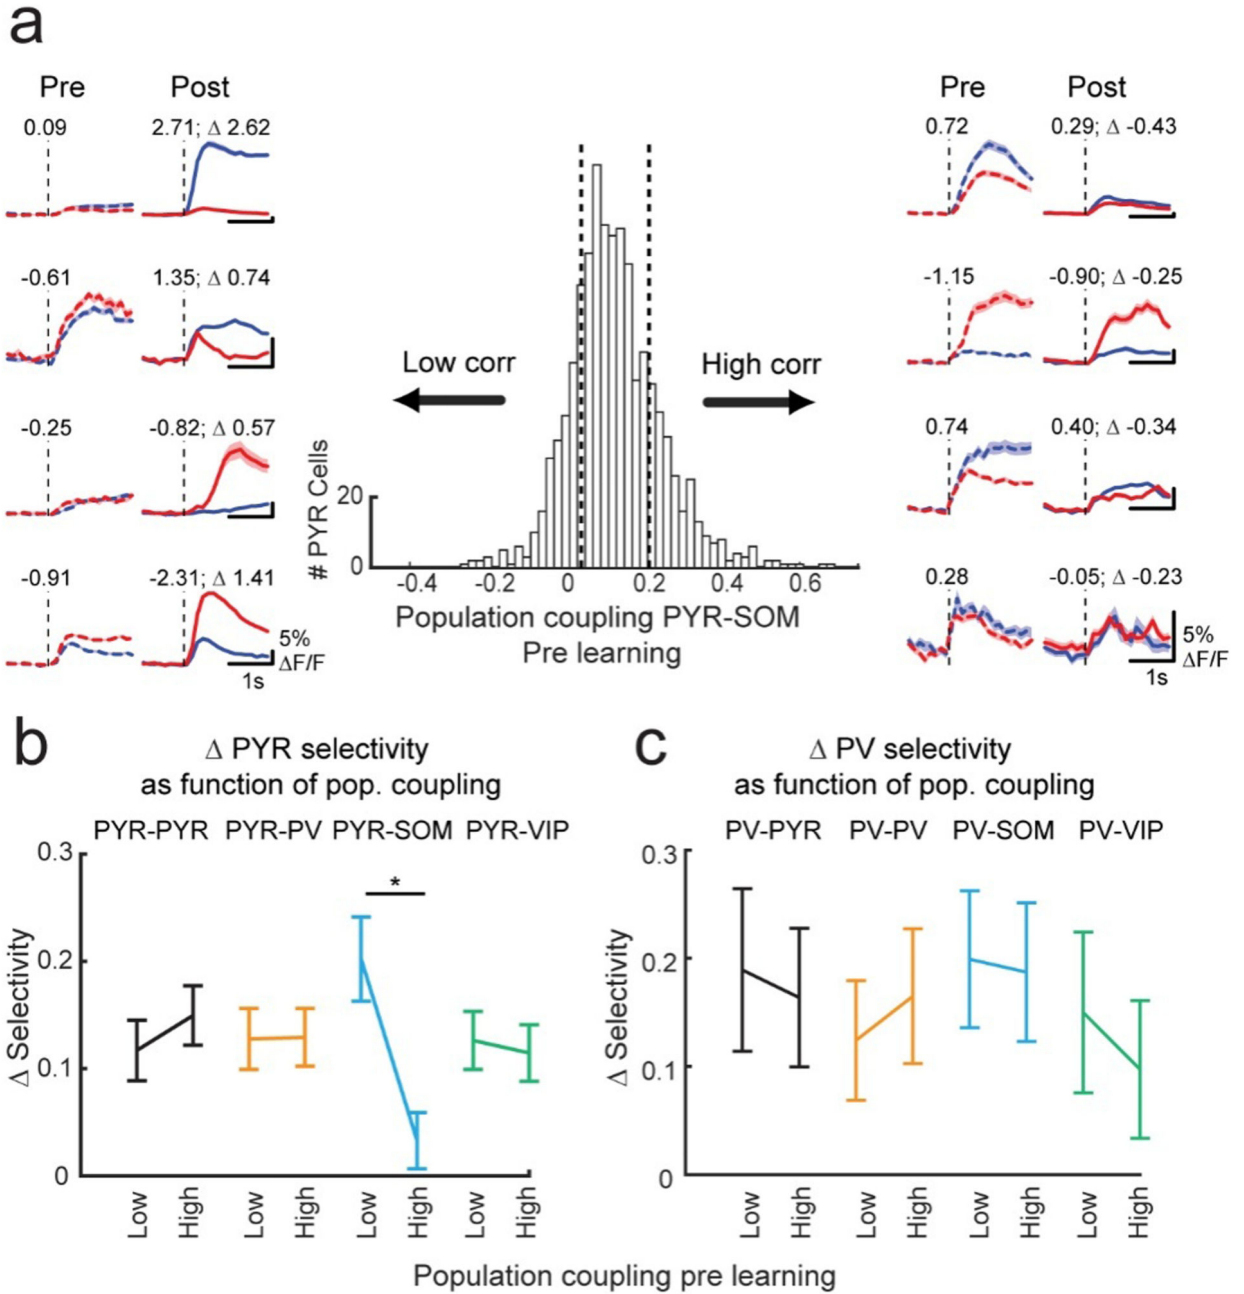 a
Pre Post
0.09 2.71; Δ 2.62
-0.61 1.35; Δ 0.74
-0.25 -0.82; Δ 0.57
-0.91 -2.31; Δ 1.41
5%
ΔF/F
1s
Low corr
High corr
# PYR Cells
20
0
-0.4 -0.2 0 0.2 0.4 0.6
Population coupling PYR-SOM
Pre learning
Pre Post
0.72 0.29; Δ -0.43
-1.15 -0.90; Δ -0.25
0.74 0.40; Δ -0.34
0.28 -0.05; Δ -0.23
5%
ΔF/F
1s
b
Δ PYR selectivity
as function of pop. coupling
PYR-PYR PYR-PV PYR-SOM PYR-VIP
*
Δ Selectivity
0.3
0.2
0.1
0
Low High Low High Low High Low High
c
Δ PV selectivity
as function of pop. coupling
PV-PYR PV-PV PV-SOM PV-VIP
Δ Selectivity
0.3
0.2
0.1
0
Low High Low High Low High Low High
Population coupling pre learning